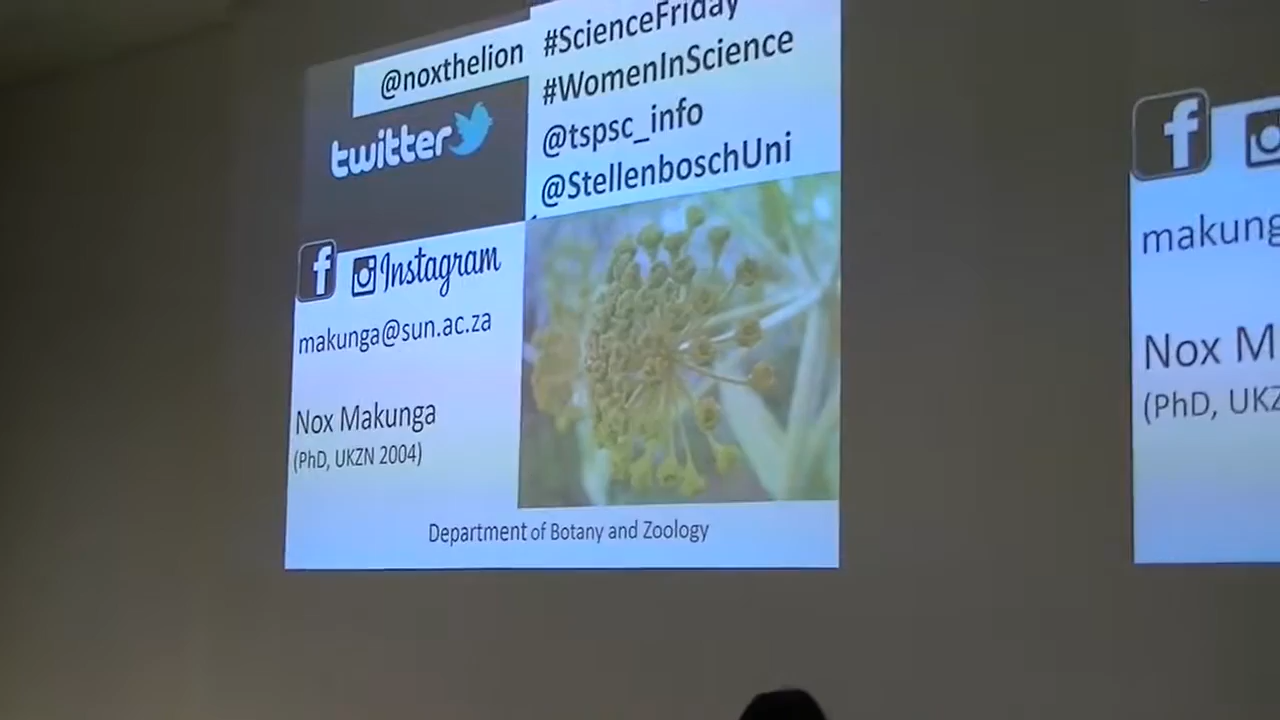 @noxthelion
twitter
#ScienceFriday
#WomenInScience
@tspsc_info
@StellenboschUni
f Instagram
makunga@sun.ac.za
Nox Makunga
(PhD, UKZN 2004)
Department of Botany and Zoology
f
makung
Nox M
(PhD, UKZ